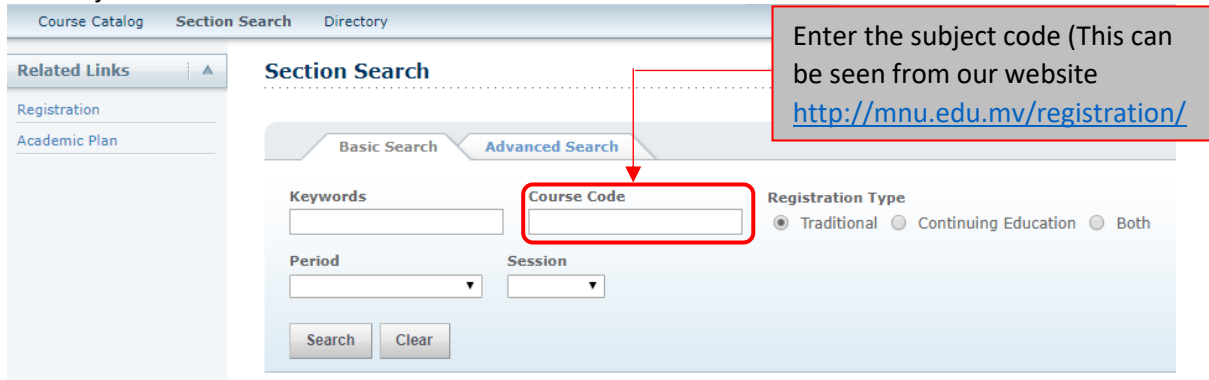 Course Catalog Section Search Directory
Enter the subject code (This can
be seen from our website
http://mnu.edu.mv/registration/
Related Links
Registration
Academic Plan
Section Search
Basic Search Advanced Search
Keywords Course Code Registration Type
Traditional Continuing Education Both
Period Session
Search Clear